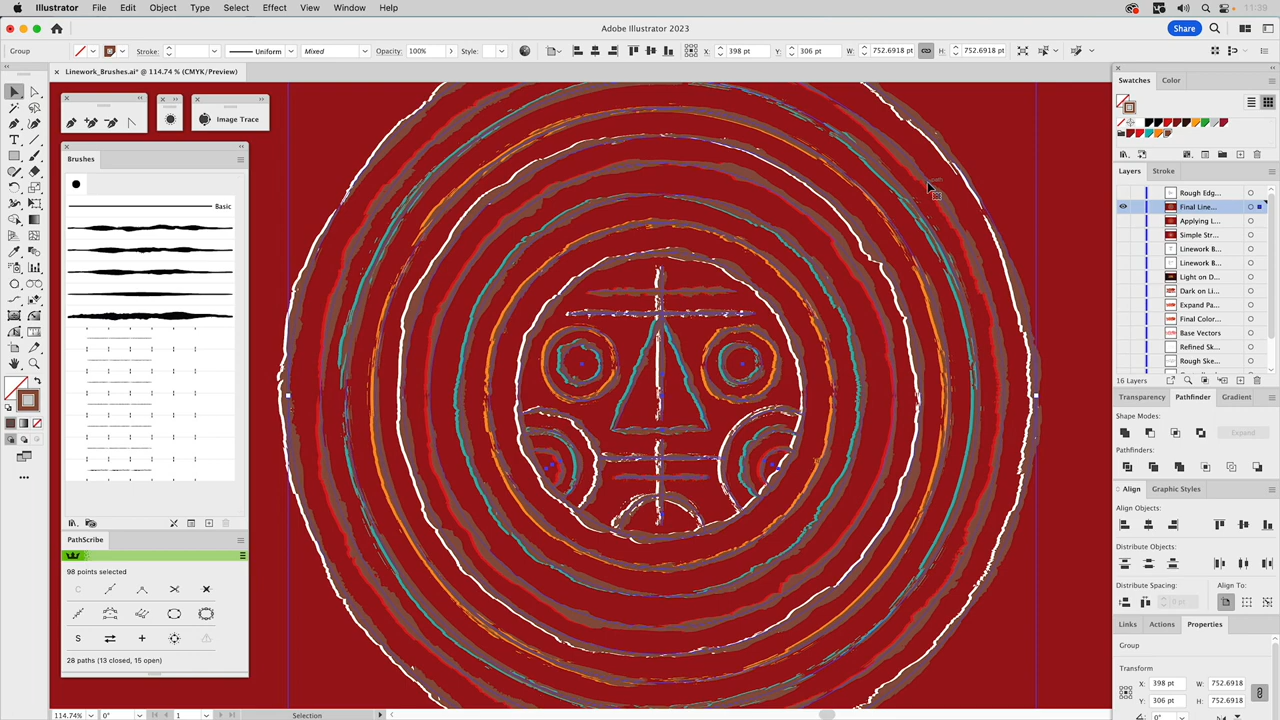 Illustrator File Edit Object Type Select Effect View Window Help 11:39
Adobe Illustrator 2023 Share
Group Stroke: Uniform Mixed Opacity: 100% Style: X: 398 pt Y: 306 pt W: 752.6918 pt H: 752.6918 pt
× Linework_Brushes.ai* @ 114.74 % (CMYK/Preview)
Image Trace
Brushes
Basic
PathScribe
98 points selected
28 paths (13 closed, 15 open)
Swatches Color
Layers Stroke
Rough Edg...
Final Line...
Applying L...
Simple Str...
Linework B...
Linework B...
Light on D...
Dark on Li...
Expand Pa...
Final Color...
Base Vectors
Refined Sk...
Rough Ske...
16 Layers
Transparency Pathfinder Gradient
Shape Modes:
Expand
Pathfinders:
Align Graphic Styles
Align Objects:
Distribute Objects:
Distribute Spacing: Align To:
0 pt
Links Actions Properties
Group
Transform
X: 398 pt W: 752.6918
Y: 306 pt H: 752.6918
0°
114.74% 0° 1 Selection